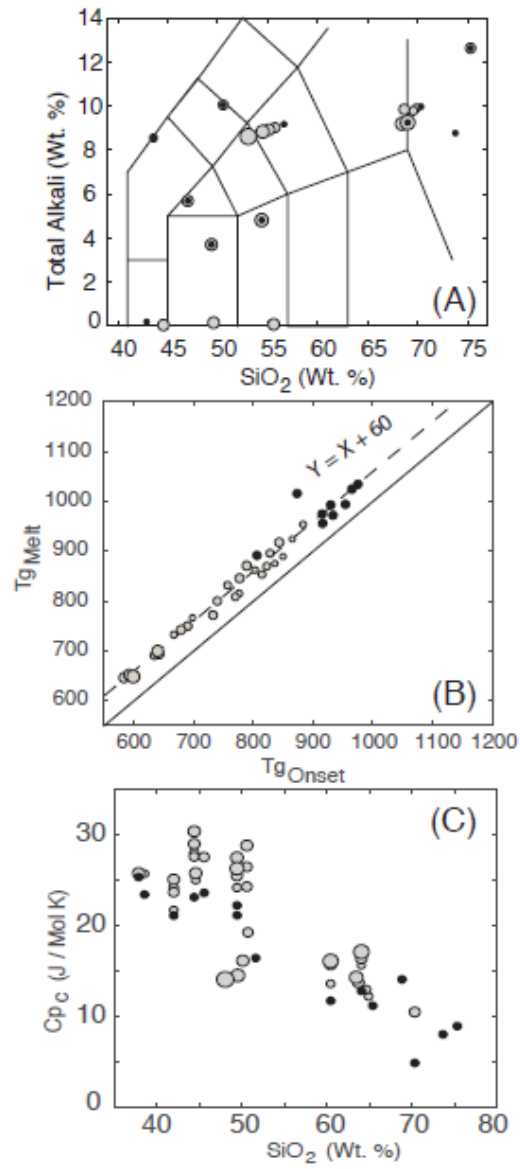 14
12
10
8
6
4
2
0
Total Alkali (Wt. %)
(A)
40 45 50 55 60 65 70 75
SiO2 (Wt. %)
1200
1100
1000
900
800
700
600
TgMelt
Y = X + 60
(B)
600 700 800 900 1000 1100 1200
TgOnset
30
20
10
0
CpC (J / Mol K)
(C)
40 50 60 70 80
SiO2 (Wt. %)